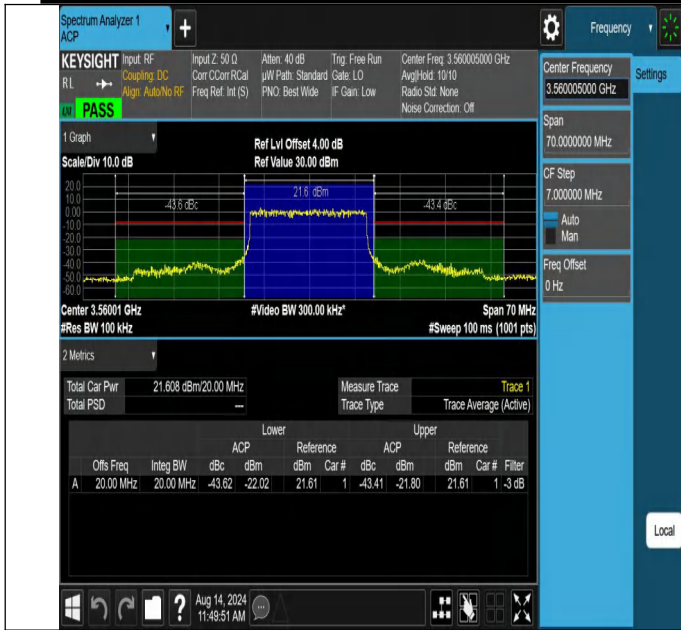 Spectrum Analyzer 1
ACP
+
Frequency
KEYSIGHT Input: RF Input Z: 50 Ω Atten: 40 dB Trig: Free Run Center Freq: 3.560005000 GHz
RL Coupling: DC Corr CCorr RCal µW Path: Standard Gate: LO Avg|Hold: 10/10
Align: Auto/No RF Freq Ref: Int (S) PNO: Best Wide IF Gain: Low Radio Std: None
Noise Correction: Off
PASS
Center Frequency
3.560005000 GHz
Settings
Span
70.0000000 MHz
CF Step
7.000000 MHz
Auto
Man
Freq Offset
0 Hz
Local
1 Graph
Ref Lvl Offset 4.00 dB
Scale/Div 10.0 dB Ref Value 30.00 dBm
20.0
10.0
0.00
-10.0
-20.0
-30.0
-40.0
-50.0
-60.0
-43.6 dBc
21.6 dBm
-43.4 dBc
Center 3.56001 GHz #Video BW 300.00 kHz* Span 70 MHz
#Res BW 100 kHz #Sweep 100 ms (1001 pts)
2 Metrics
Total Car Pwr 21.608 dBm/20.00 MHz Measure Trace Trace 1
Total PSD --- Trace Type Trace Average (Active)
Lower Upper
ACP Reference ACP Reference
Offs Freq Integ BW dBc dBm dBm Car # dBc dBm dBm Car # Filter
A 20.00 MHz 20.00 MHz -43.62 -22.02 21.61 1 -43.41 -21.80 21.61 1 -3 dB
? Aug 14, 2024
11:49:51 AM